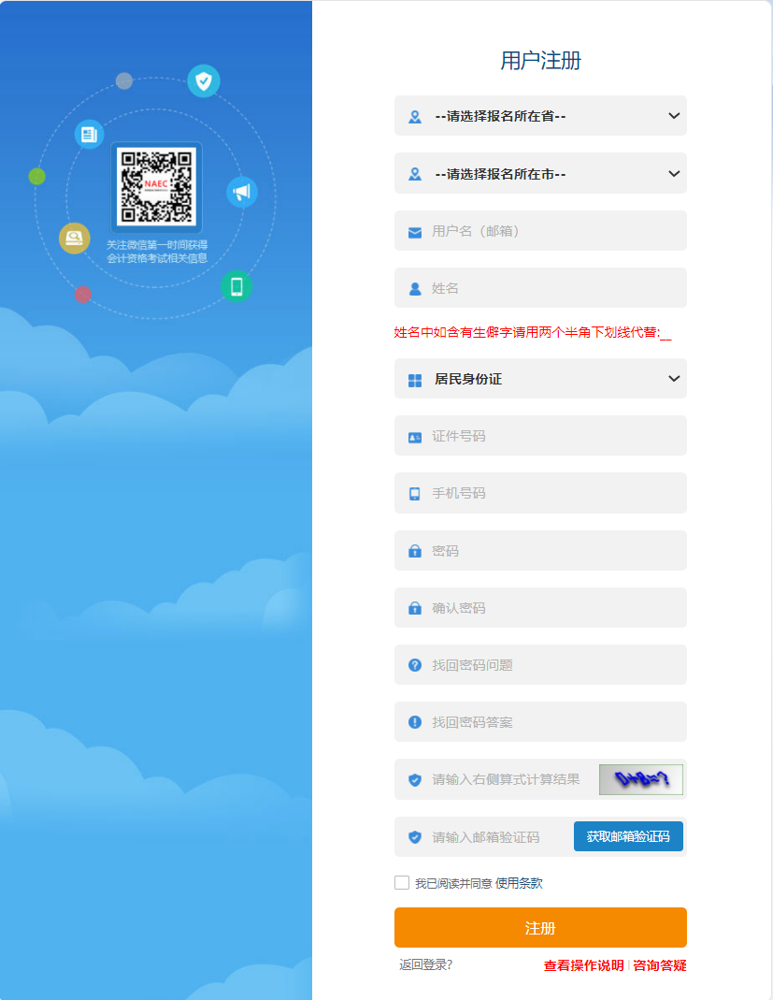 用户注册
--请选择报名所在省--
--请选择报名所在市--
用户名（邮箱）
姓名
姓名中如含有生僻字请用两个半角下划线代替:__
居民身份证
证件号码
手机号码
密码
确认密码
找回密码问题
找回密码答案
请输入右侧算式计算结果
0+8=?
请输入邮箱验证码
获取邮箱验证码
我已阅读并同意 使用条款
注册
返回登录?
查看操作说明 | 咨询答疑
NAEC
关注微信第一时间获得
会计资格考试相关信息